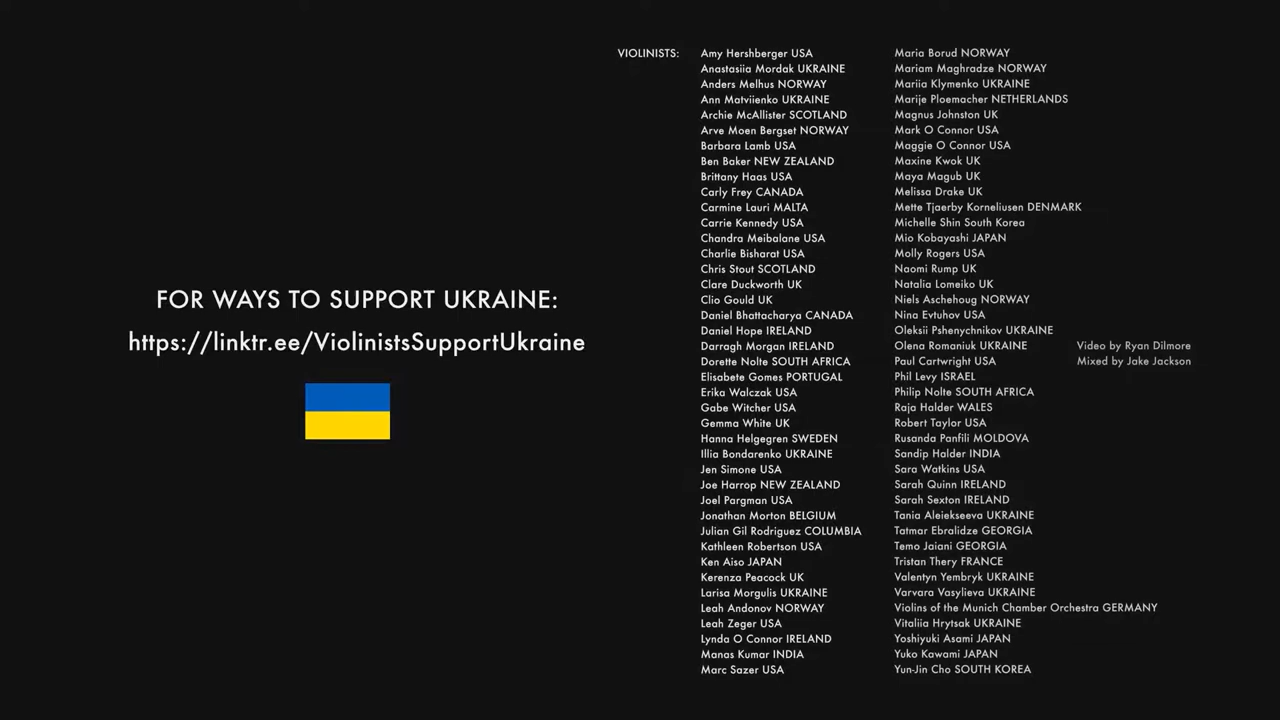 FOR WAYS TO SUPPORT UKRAINE:
https://linktr.ee/ViolinistsSupportUkraine
VIOLINISTS:
Amy Hershberger USA
Anastasiia Mordak UKRAINE
Anders Melhus NORWAY
Ann Matviienko UKRAINE
Archie McAllister SCOTLAND
Arve Moen Bergset NORWAY
Barbara Lamb USA
Ben Baker NEW ZEALAND
Brittany Haas USA
Carly Frey CANADA
Carmine Lauri MALTA
Carrie Kennedy USA
Chandra Meibalane USA
Charlie Bisharat USA
Chris Stout SCOTLAND
Clare Duckworth UK
Clio Gould UK
Daniel Bhattacharya CANADA
Daniel Hope IRELAND
Darragh Morgan IRELAND
Dorette Nolte SOUTH AFRICA
Elisabete Gomes PORTUGAL
Erika Walczak USA
Gabe Witcher USA
Gemma White UK
Hanna Helgegren SWEDEN
Illia Bondarenko UKRAINE
Jen Simone USA
Joe Harrop NEW ZEALAND
Joel Pargman USA
Jonathan Morton BELGIUM
Julian Gil Rodriguez COLUMBIA
Kathleen Robertson USA
Ken Aiso JAPAN
Kerenza Peacock UK
Larisa Morgulis UKRAINE
Leah Andonov NORWAY
Leah Zeger USA
Lynda O Connor IRELAND
Manas Kumar INDIA
Marc Sazer USA
Maria Borud NORWAY
Mariam Maghradze NORWAY
Mariia Klymenko UKRAINE
Marije Ploemacher NETHERLANDS
Magnus Johnston UK
Mark O Connor USA
Maggie O Connor USA
Maxine Kwok UK
Maya Magub UK
Melissa Drake UK
Mette Tjaerby Korneliusen DENMARK
Michelle Shin South Korea
Mio Kobayashi JAPAN
Molly Rogers USA
Naomi Rump UK
Natalia Lomeiko UK
Niels Aschehoug NORWAY
Nina Evtuhov USA
Oleksii Pshenychnikov UKRAINE
Olena Romaniuk UKRAINE
Paul Cartwright USA
Phil Levy ISRAEL
Philip Nolte SOUTH AFRICA
Raja Halder WALES
Robert Taylor USA
Rusanda Panfili MOLDOVA
Sandip Halder INDIA
Sara Watkins USA
Sarah Quinn IRELAND
Sarah Sexton IRELAND
Tania Aleiekseeva UKRAINE
Tatmar Ebralidze GEORGIA
Temo Jaiani GEORGIA
Tristan Thery FRANCE
Valentyn Yembryk UKRAINE
Varvara Vasylieva UKRAINE
Violins of the Munich Chamber Orchestra GERMANY
Vitaliia Hrytsak UKRAINE
Yoshiyuki Asami JAPAN
Yuko Kawami JAPAN
Yun-Jin Cho SOUTH KOREA
Video by Ryan Dilmore
Mixed by Jake Jackson